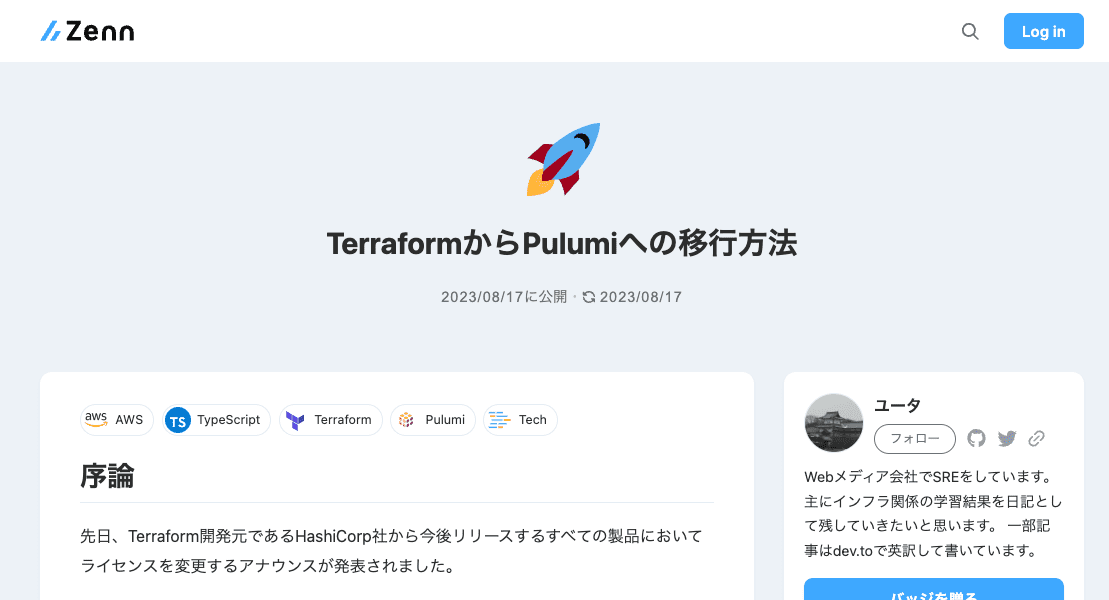 Zenn
Log in
TerraformからPulumiへの移行方法
2023/08/17に公開 · 2023/08/17
aws AWS TS TypeScript Terraform Pulumi Tech
序論
先日、Terraform開発元であるHashiCorp社から今後リリースするすべての製品において
ライセンスを変更するアナウンスが発表されました。
ユータ
フォロー
Webメディア会社でSREをしています。
主にインフラ関係の学習結果を日記とし
て残していきたいと思います。 一部記
事はdev.toで英訳して書いています。
バッジを贈る